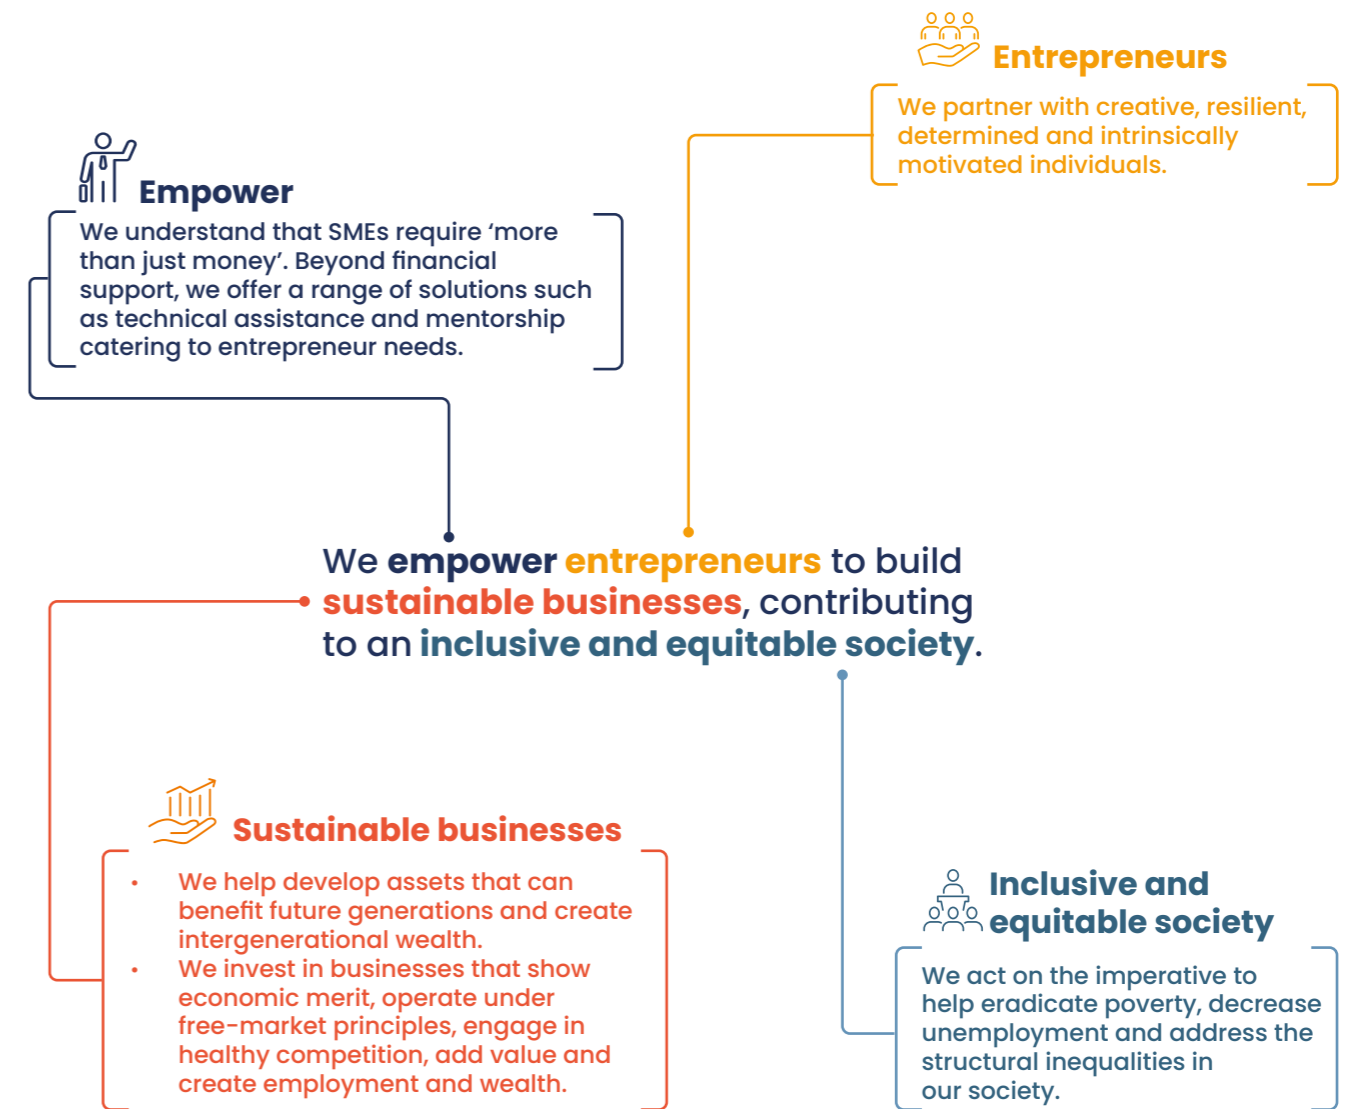 Entrepreneurs
We partner with creative, resilient,
determined and intrinsically
motivated individuals.
Empower
We understand that SMEs require ‘more
than just money’. Beyond financial
support, we offer a range of solutions such
as technical assistance and mentorship
catering to entrepreneur needs.
We empower entrepreneurs to build
sustainable businesses, contributing
to an inclusive and equitable society.
Sustainable businesses
• We help develop assets that can
benefit future generations and create
intergenerational wealth.
• We invest in businesses that show
economic merit, operate under
free-market principles, engage in
healthy competition, add value and
create employment and wealth.
Inclusive and
equitable society
We act on the imperative to
help eradicate poverty, decrease
unemployment and address the
structural inequalities in
our society.